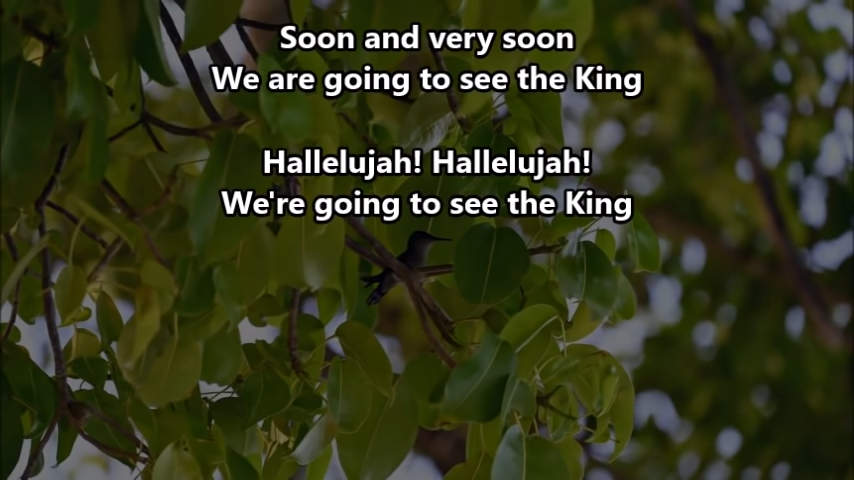 Soon and very soon
We are going to see the King
Hallelujah! Hallelujah!
We're going to see the King